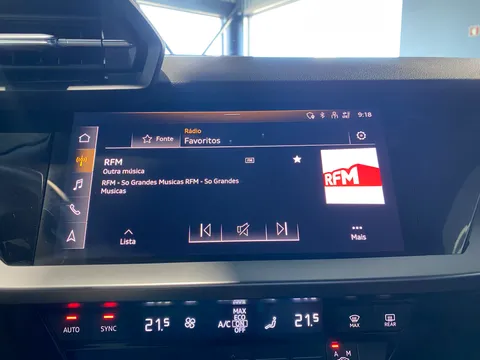 9:18
Rádio
Fonte
Favoritos
RFM
Outra música
RFM - So Grandes Musicas RFM - So Grandes
Musicas
RFM
Lista
Mais
AUTO
SYNC
21.5
A/C
MAX
ECO
ON
OFF
21.5
MAX
REAR
A
M